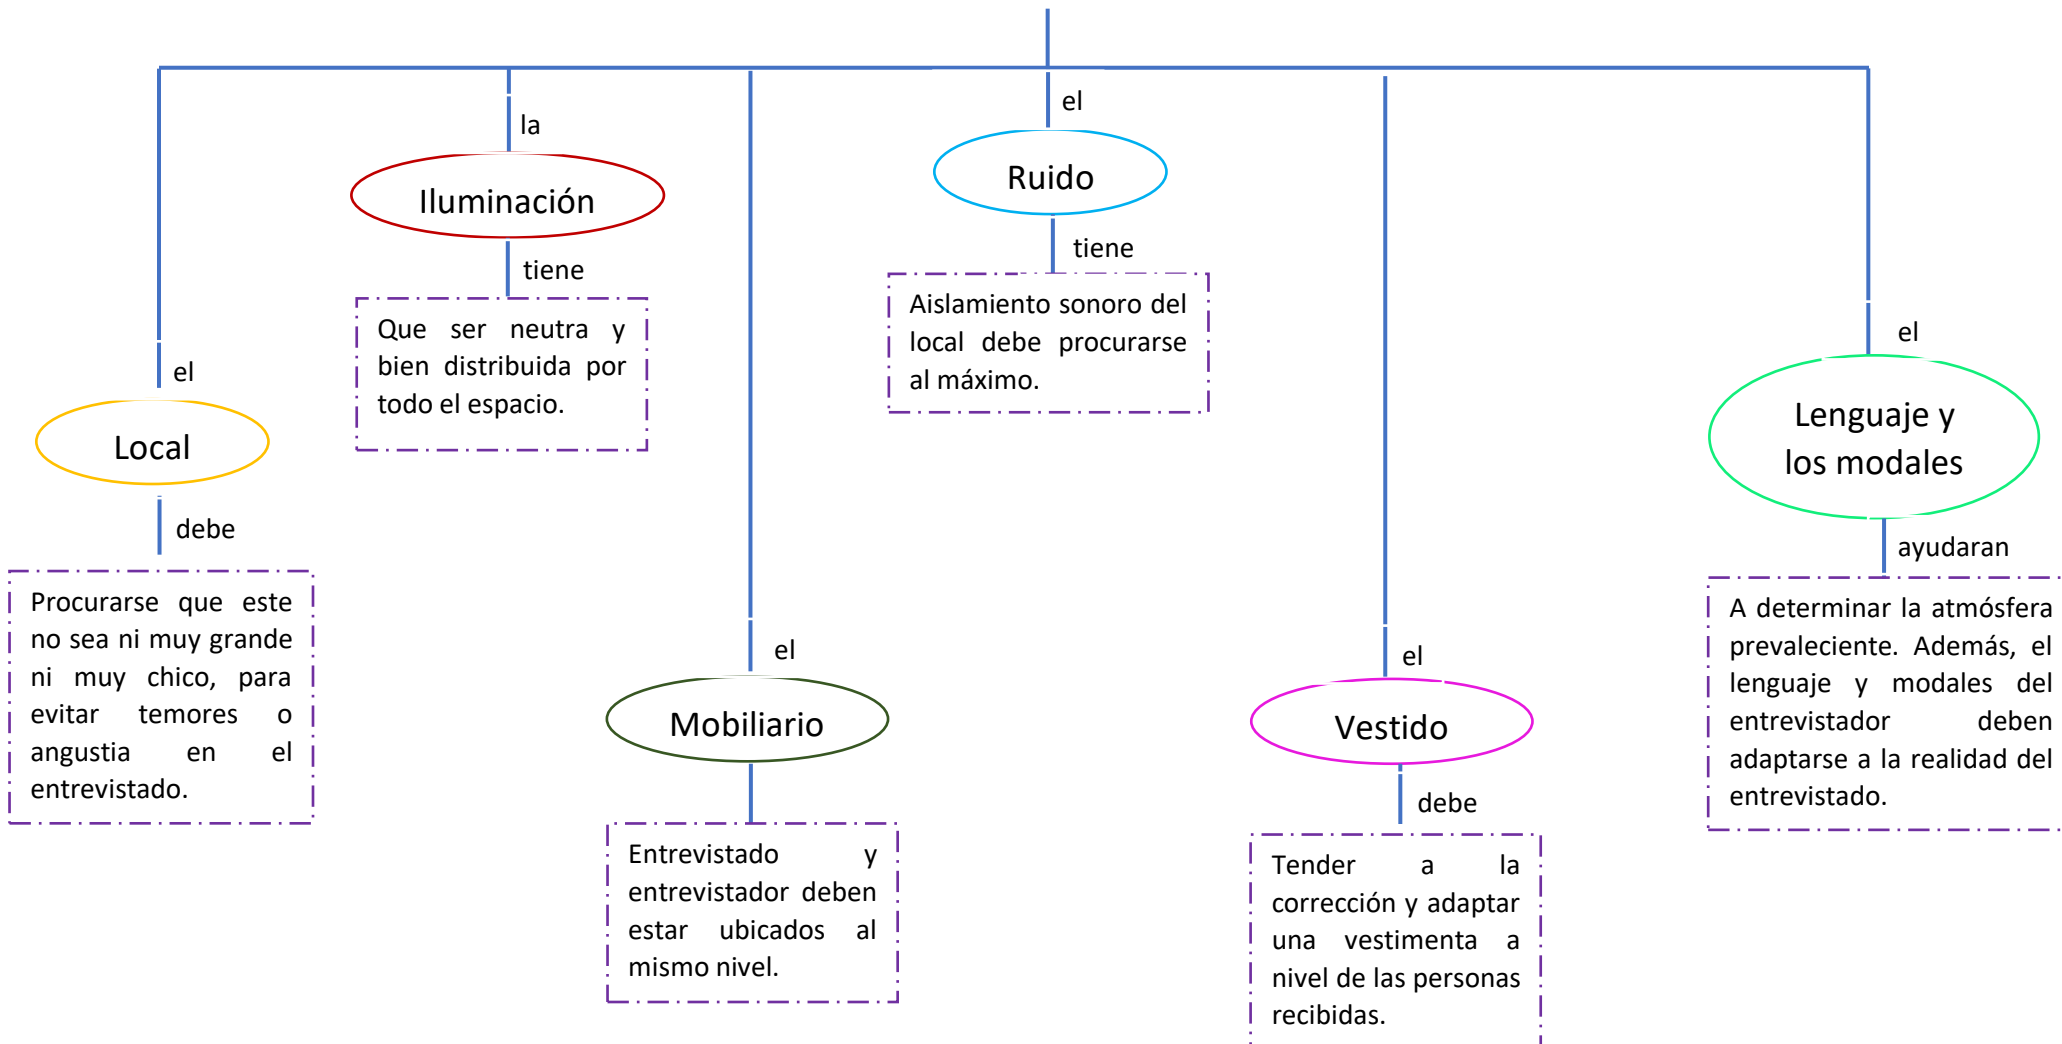 el
Local
debe
Procurarse que este
no sea ni muy grande
ni muy chico, para
evitar temores o
angustia en el
entrevistado.
la
Iluminación
tiene
Que ser neutra y
bien distribuida por
todo el espacio.
el
Mobiliario
Entrevistado y
entrevistador deben
estar ubicados al
mismo nivel.
el
Ruido
tiene
Aislamiento sonoro del
local debe procurarse
al máximo.
el
Vestido
debe
Tender a la
corrección y adaptar
una vestimenta a
nivel de las personas
recibidas.
el
Lenguaje y
los modales
ayudaran
A determinar la atmósfera
prevaleciente. Además, el
lenguaje y modales del
entrevistador deben
adaptarse a la realidad del
entrevistado.